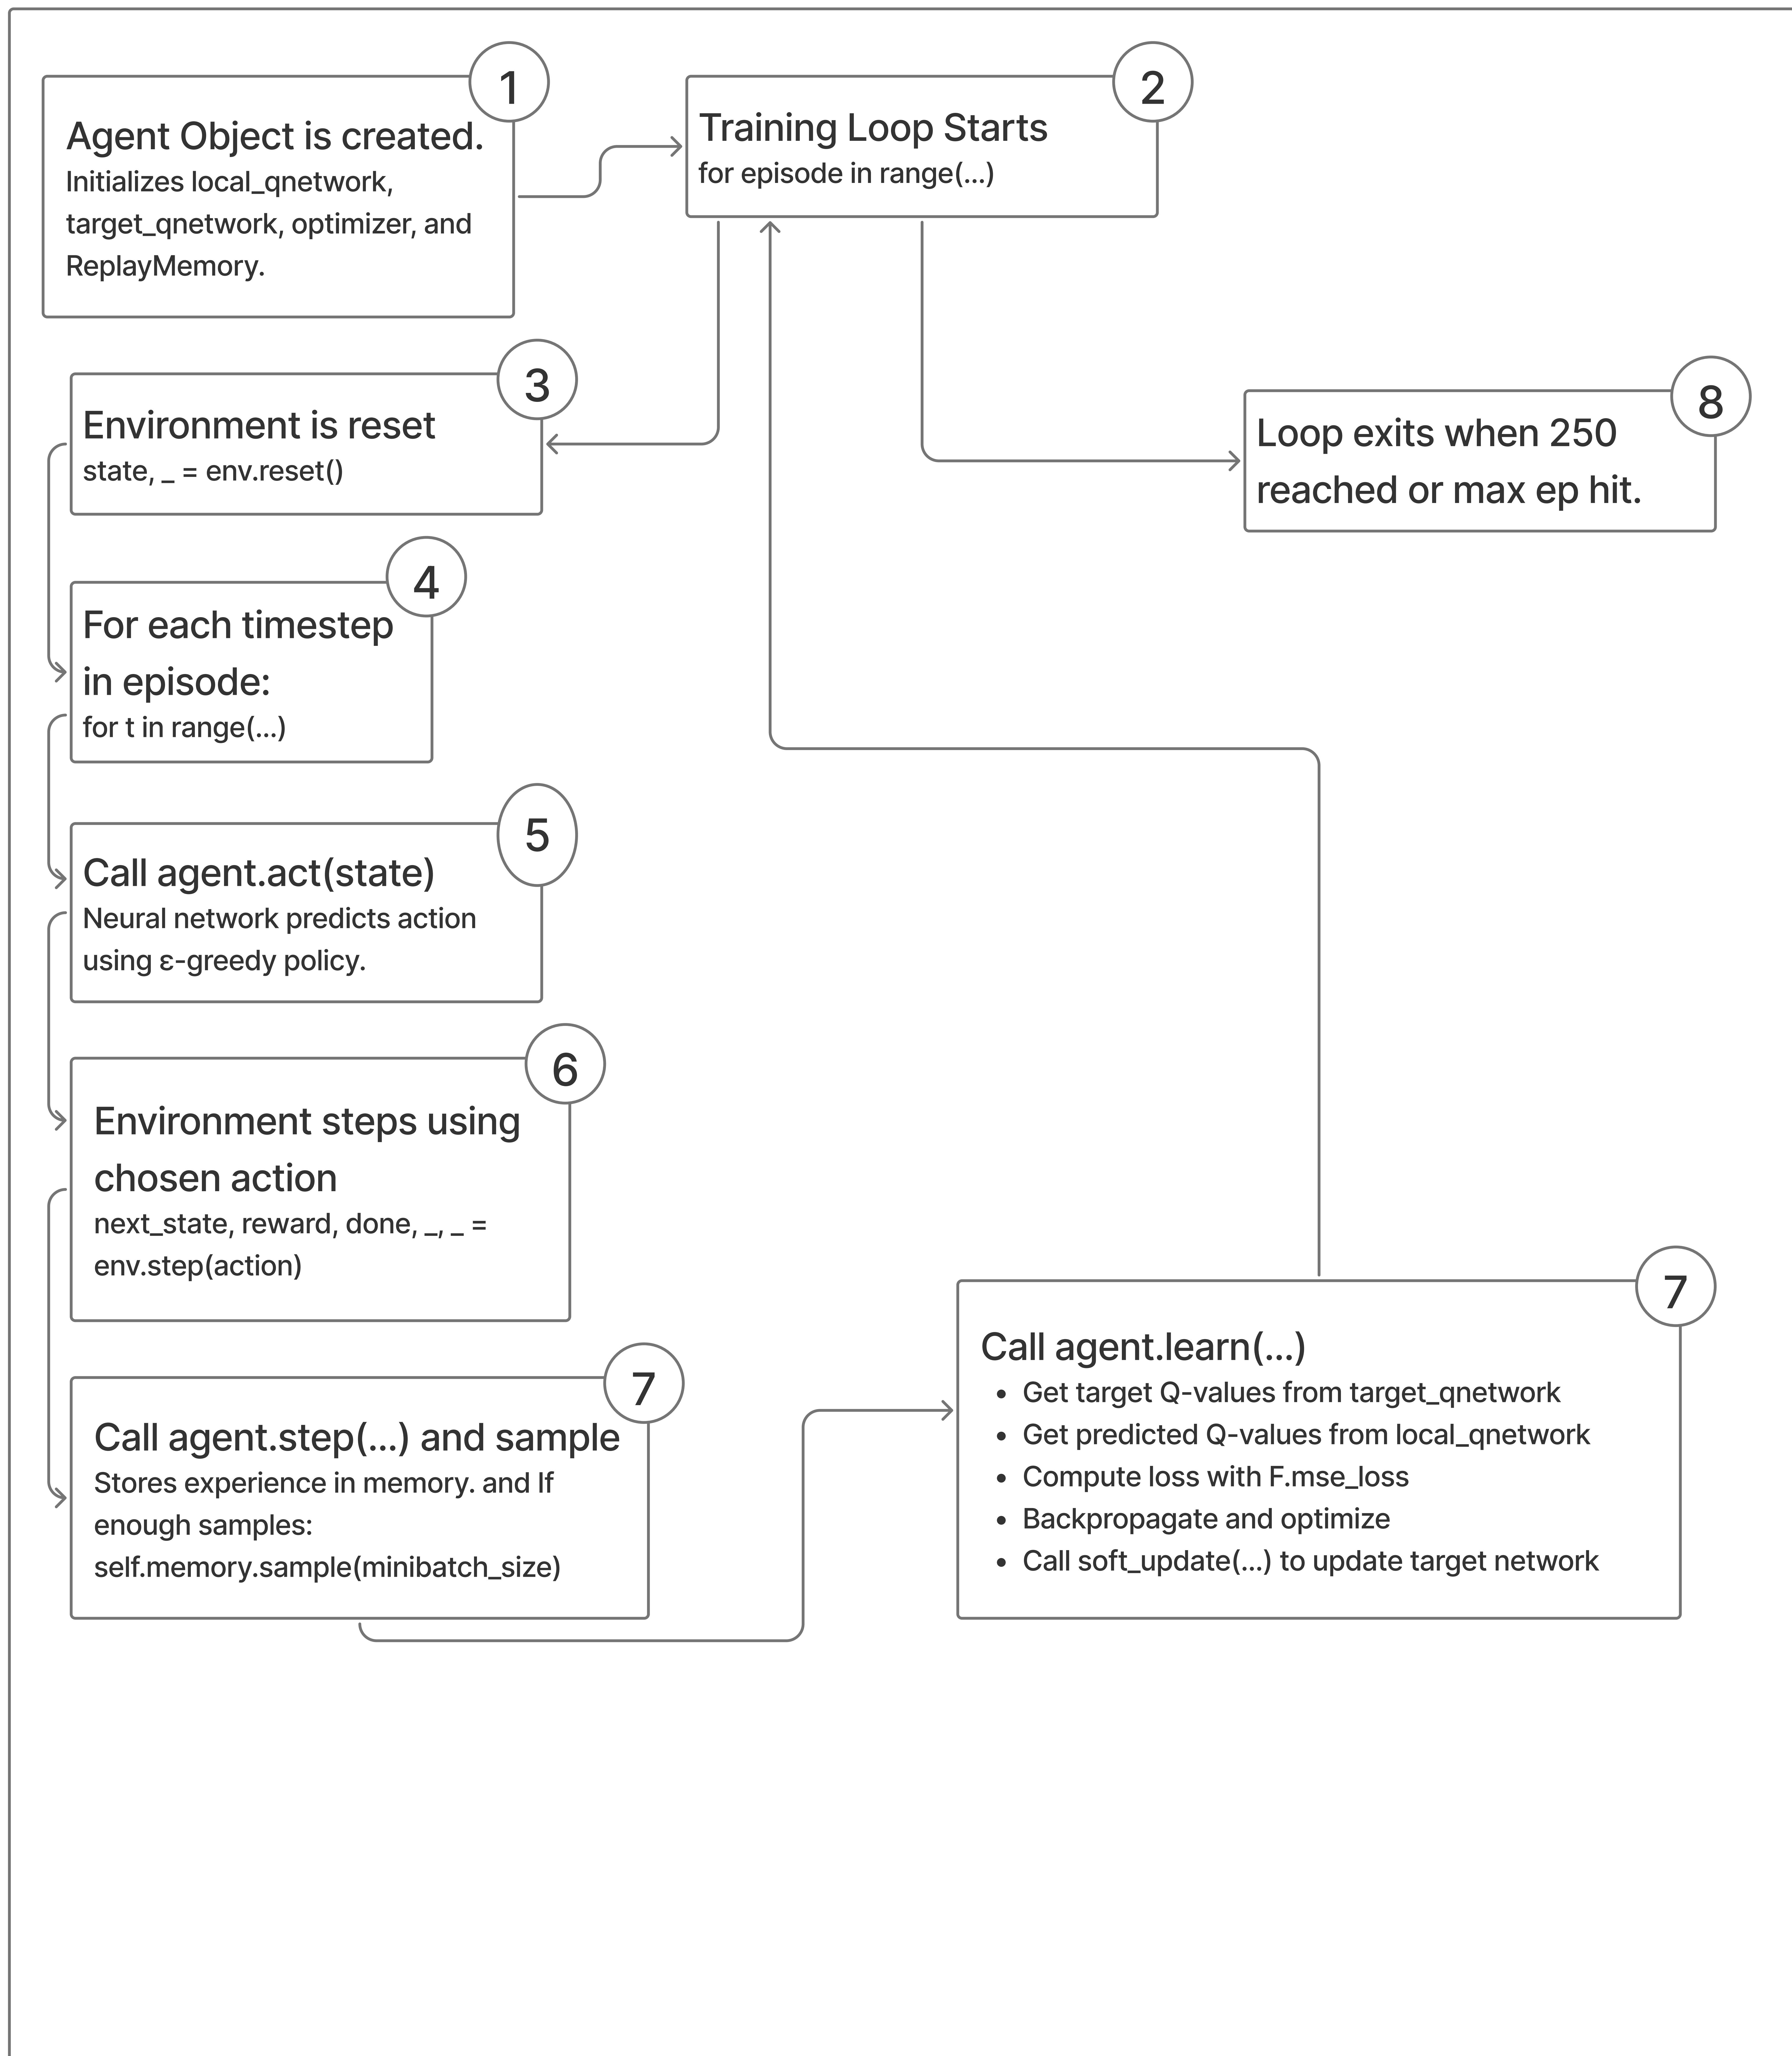 1
Agent Object is created.
Initializes local_qnetwork,
target_qnetwork, optimizer, and
ReplayMemory.
2
Training Loop Starts
for episode in range(...)
3
Environment is reset
state, _ = env.reset()
4
For each timestep
in episode:
for t in range(...)
5
Call agent.act(state)
Neural network predicts action
using ε-greedy policy.
6
Environment steps using
chosen action
next_state, reward, done, _, _ =
env.step(action)
7
Call agent.step(...) and sample
Stores experience in memory. and If
enough samples:
self.memory.sample(minibatch_size)
7
Call agent.learn(...)
• Get target Q-values from target_qnetwork
• Get predicted Q-values from local_qnetwork
• Compute loss with F.mse_loss
• Backpropagate and optimize
• Call soft_update(...) to update target network
8
Loop exits when 250
reached or max ep hit.